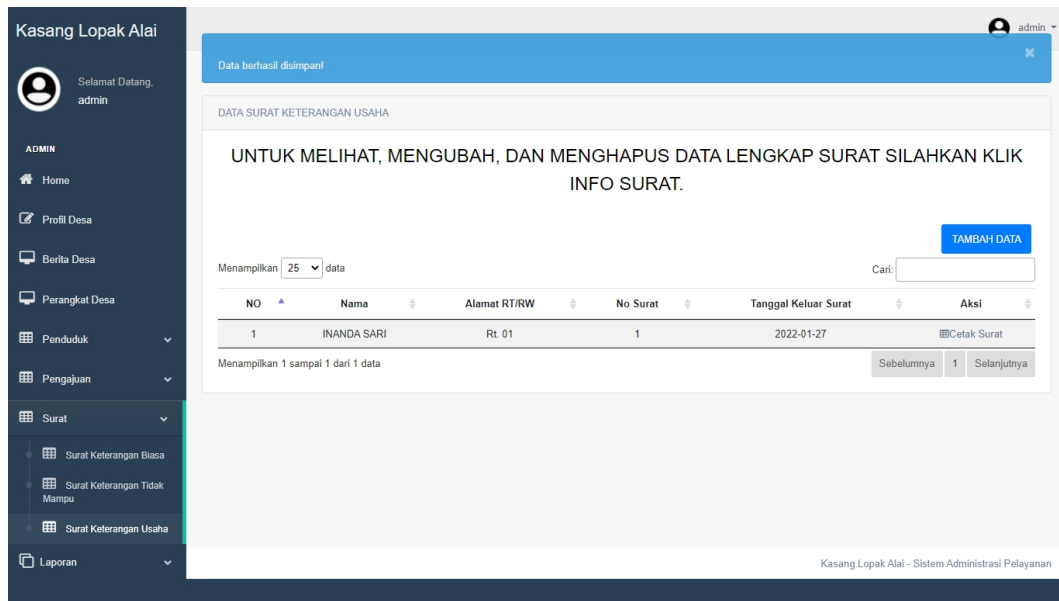 Kasang Lopak Alai
admin
Selamat Datang,
admin
ADMIN
Home
Profil Desa
Berita Desa
Perangkat Desa
Penduduk
Pengajuan
Surat
Surat Keterangan Biasa
Surat Keterangan Tidak
Mampu
Surat Keterangan Usaha
Laporan
Data berhasil disimpan!
×
DATA SURAT KETERANGAN USAHA
UNTUK MELIHAT, MENGUBAH, DAN MENGHAPUS DATA LENGKAP SURAT SILAHKAN KLIK
INFO SURAT.
TAMBAH DATA
Menampilkan 25 data
Cari:
NO Nama Alamat RT/RW No Surat Tanggal Keluar Surat Aksi
1 INANDA SARI Rt. 01 1 2022-01-27 Cetak Surat
Menampilkan 1 sampai 1 dari 1 data
Sebelumnya 1 Selanjutnya
Kasang Lopak Alai - Sistem Administrasi Pelayanan